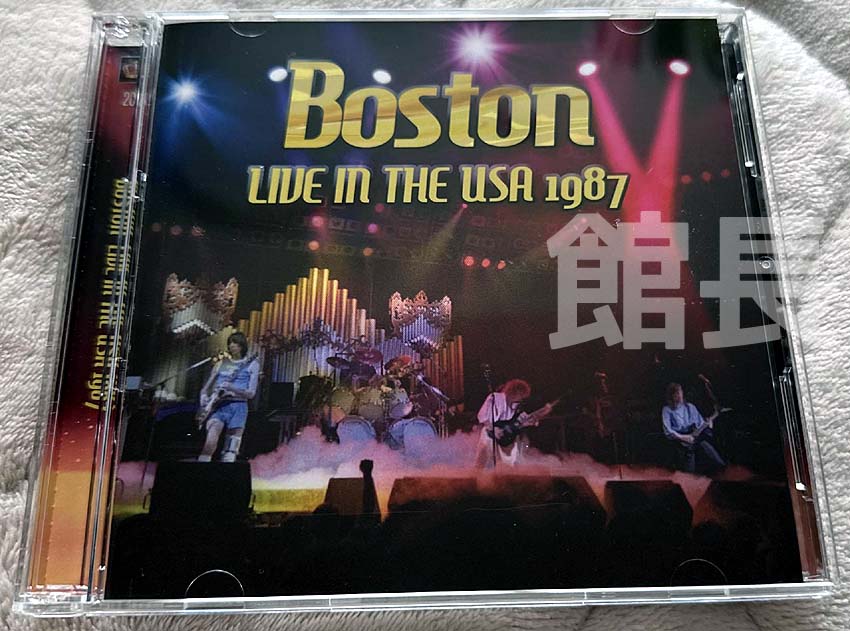 Boston
LIVE IN THE USA 1987
館長
BOSTON LIVE IN THE USA 1987